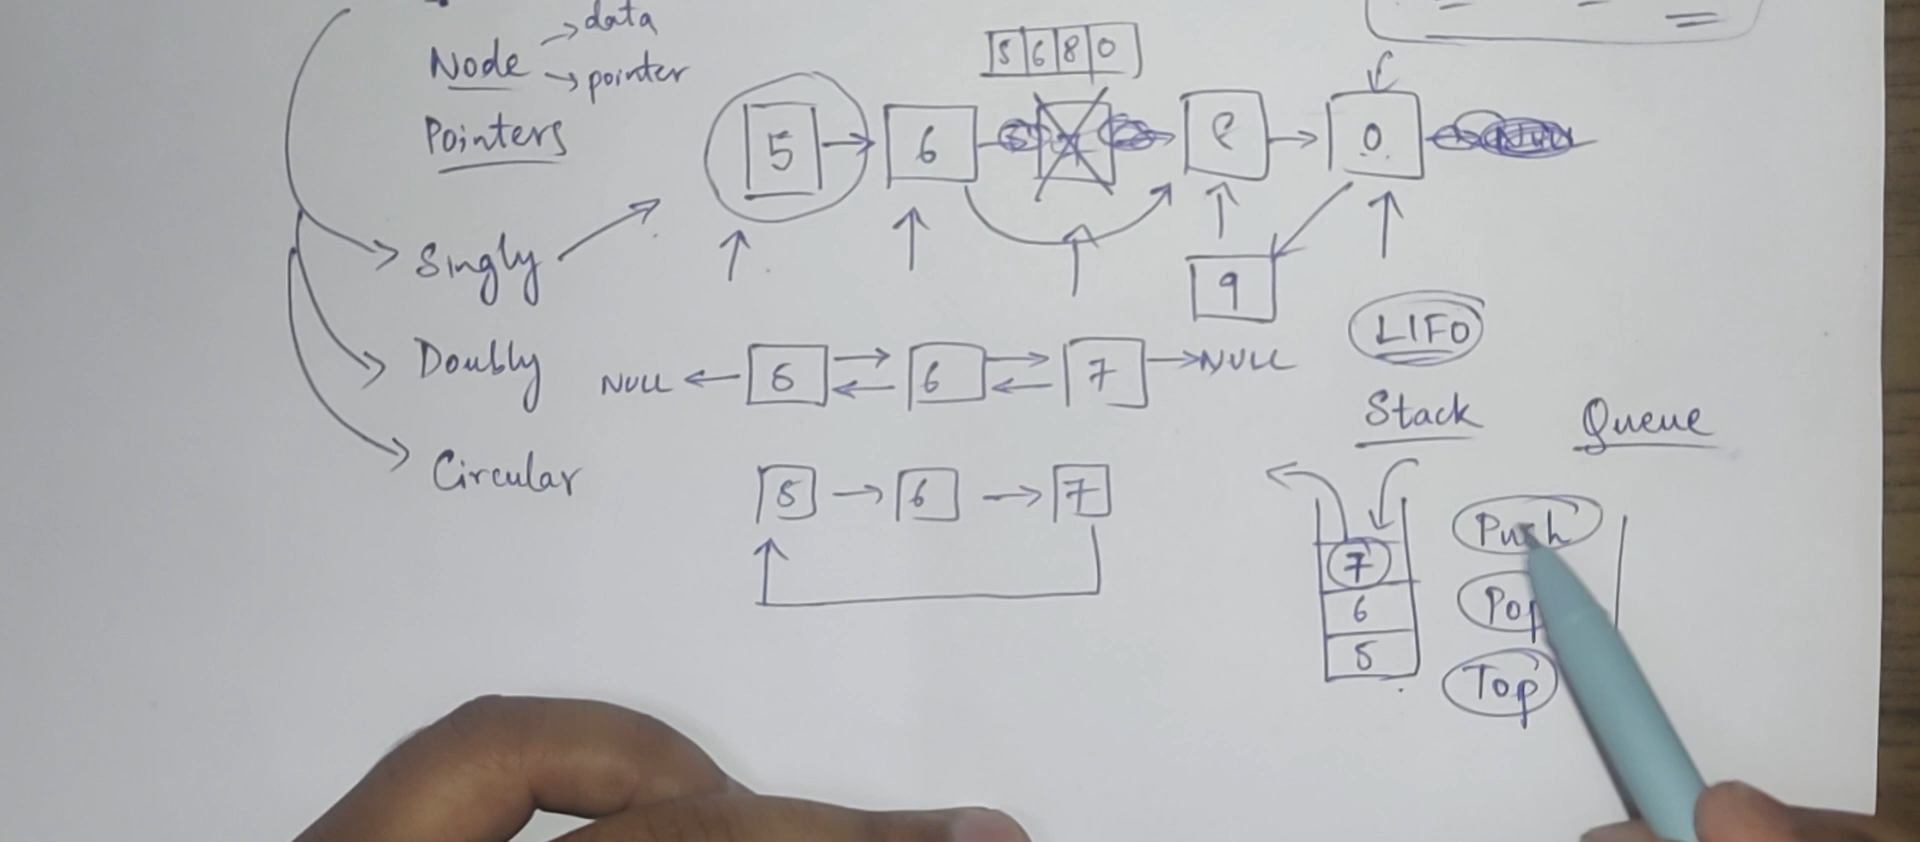 Node → data
→ pointer
Pointers
5 6 8 0
5 → 6 → 8 → 0
9
Singly
LIFO
Doubly NULL ← 5 6 7 → NULL
Stack Queue
Circular 5 → 6 → 7
Push
7
6 Pop
5 Top